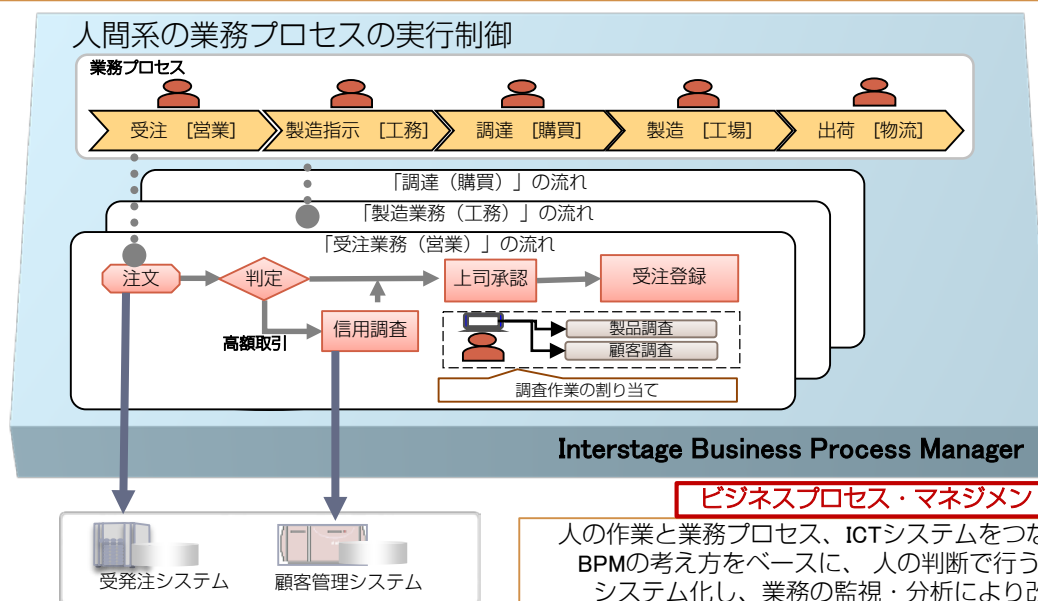 人間系の業務プロセスの実行制御
業務プロセス
受注　[営業]
製造指示　[工務]
調達　[購買]
製造　[工場]
出荷　[物流]
「調達（購買）」の流れ
「製造業務（工務）」の流れ
「受注業務（営業）」の流れ
注文
判定
上司承認
受注登録
高額取引
信用調査
製品調査
顧客調査
調査作業の割り当て
Interstage Business Process Manager
ビジネスプロセス・マネジメン
人の作業と業務プロセス、ICTシステムをつな
BPMの考え方をベースに、 人の判断で行う
システム化し、業務の監視・分析により改
受発注システム
顧客管理システム